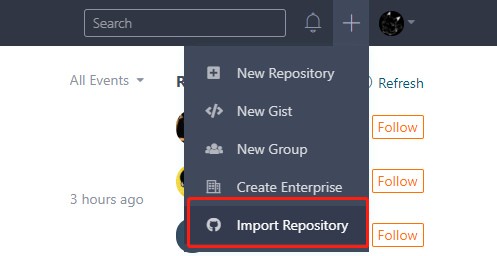 Search
All Events
R
Refresh
New Repository
New Gist
New Group
Create Enterprise
Import Repository
Follow
Follow
3 hours ago
Follow